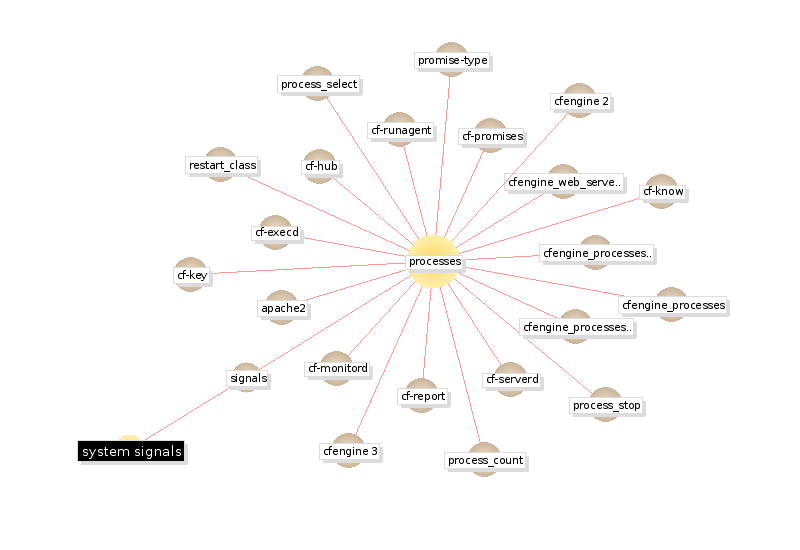 promise-type
process_select
cfengine 2
cf-runagent
cf-promises
restart_class
cf-hub
cfengine_web_serve..
cf-know
cf-execd
cfengine_processes..
processes
cf-key
apache2
cfengine_processes
cfengine_processes..
cf-monitord
signals
cf-serverd
cf-report
process_stop
system signals
cfengine 3
process_count